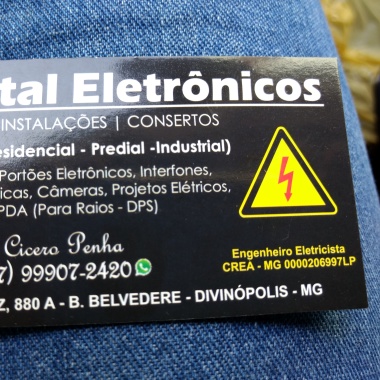 tal Eletrônicos
INSTALAÇÕES | CONSERTOS
esidencial - Predial -Industrial)
Portões Eletrônicos, Interfones,
icas, Câmeras, Projetos Elétricos,
PDA (Para Raios - DPS)
Cicero Penha
7) 99907-2420
Engenheiro Eletricista
CREA - MG 0000206997LP
Z, 880 A - B. BELVEDERE - DIVINÓPOLIS - MG